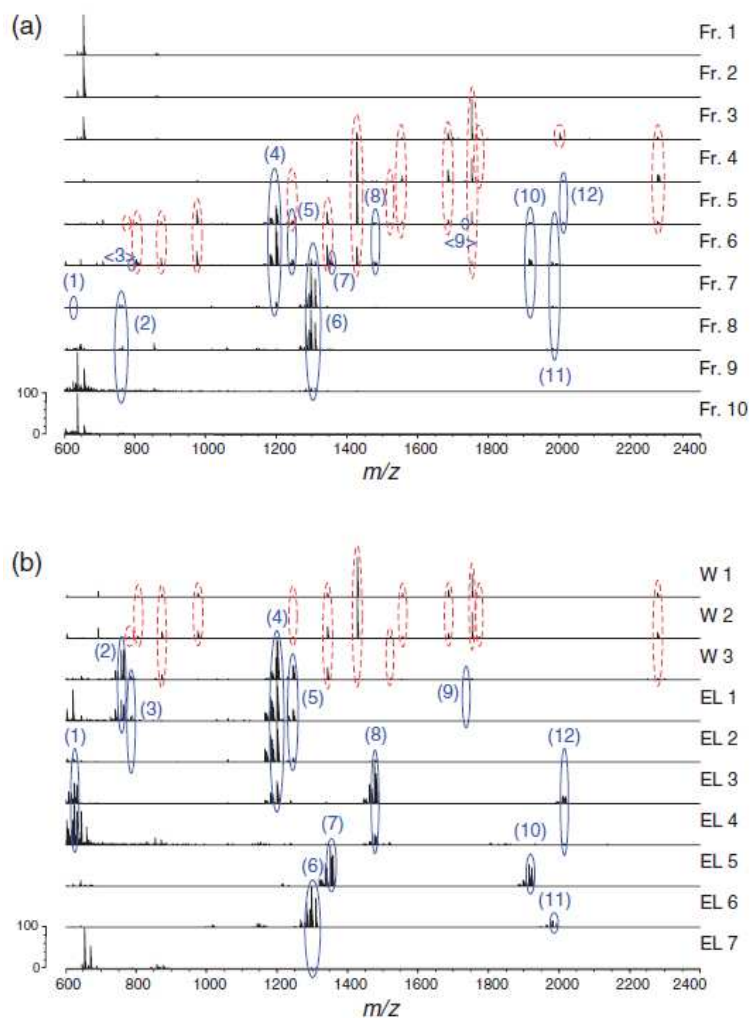 (a)
Fr. 1
Fr. 2
Fr. 3
Fr. 4
(4)
(12)
(5)
(8)
(10)
Fr. 5
<9>
Fr. 6
<3>
(1)
(7)
Fr. 7
(2)
(6)
Fr. 8
(11)
Fr. 9
100
Fr. 10
0
600 800 1000 1200 1400 1600 1800 2000 2200 2400
m/z
(b)
W 1
W 2
(4)
W 3
(2)
(9)
(3)
(5)
EL 1
(1)
(8)
(12)
EL 2
EL 3
(7)
EL 4
(6)
(10)
EL 5
(11)
EL 6
100
EL 7
0
600 800 1000 1200 1400 1600 1800 2000 2200 2400
m/z